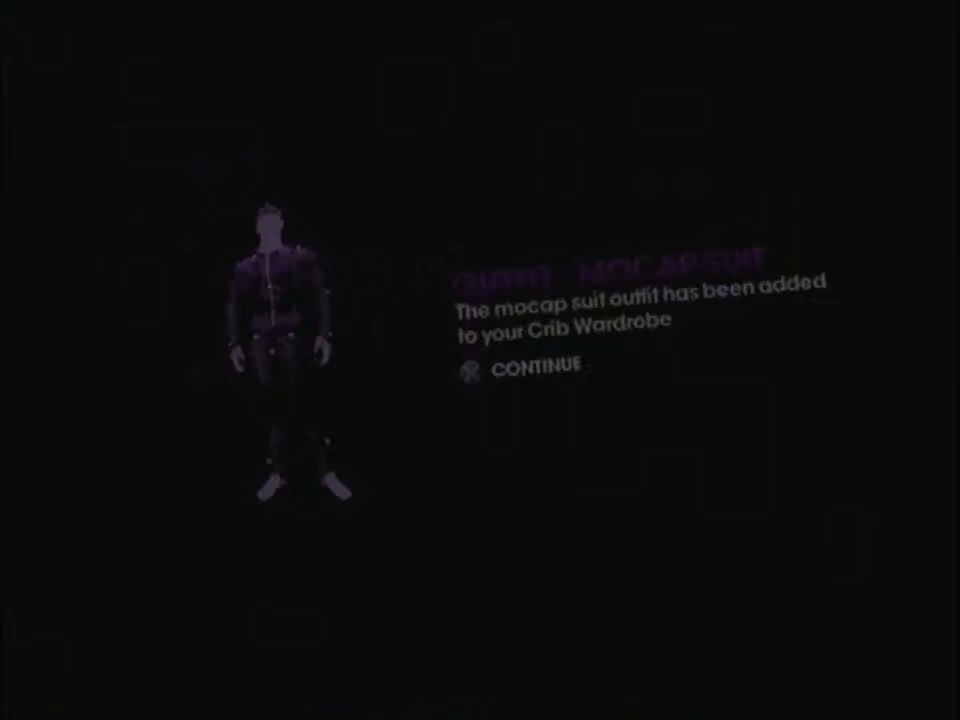 OUTFIT - MOCAP SUIT
The mocap suit outfit has been added
to your Crib Wardrobe
CONTINUE